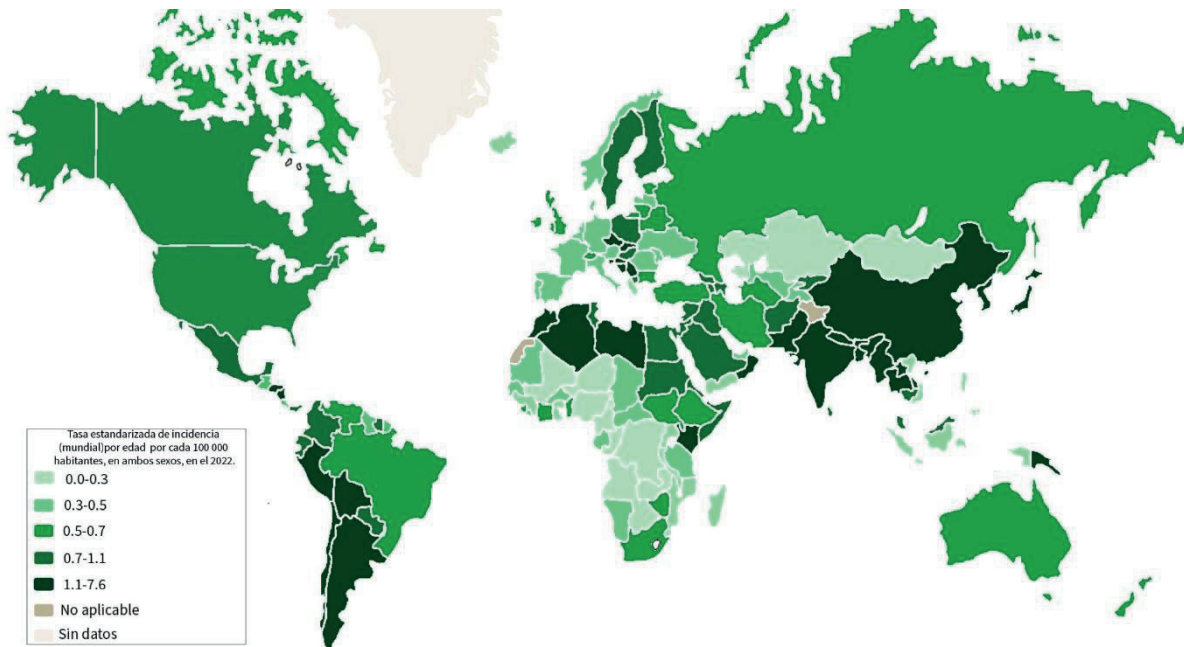 Tasa estandarizada de incidencia
(mundial)por edad por cada 100 000
habitantes, en ambos sexos, en el 2022.
0.0-0.3
0.3-0.5
0.5-0.7
0.7-1.1
1.1-7.6
No aplicable
Sin datos